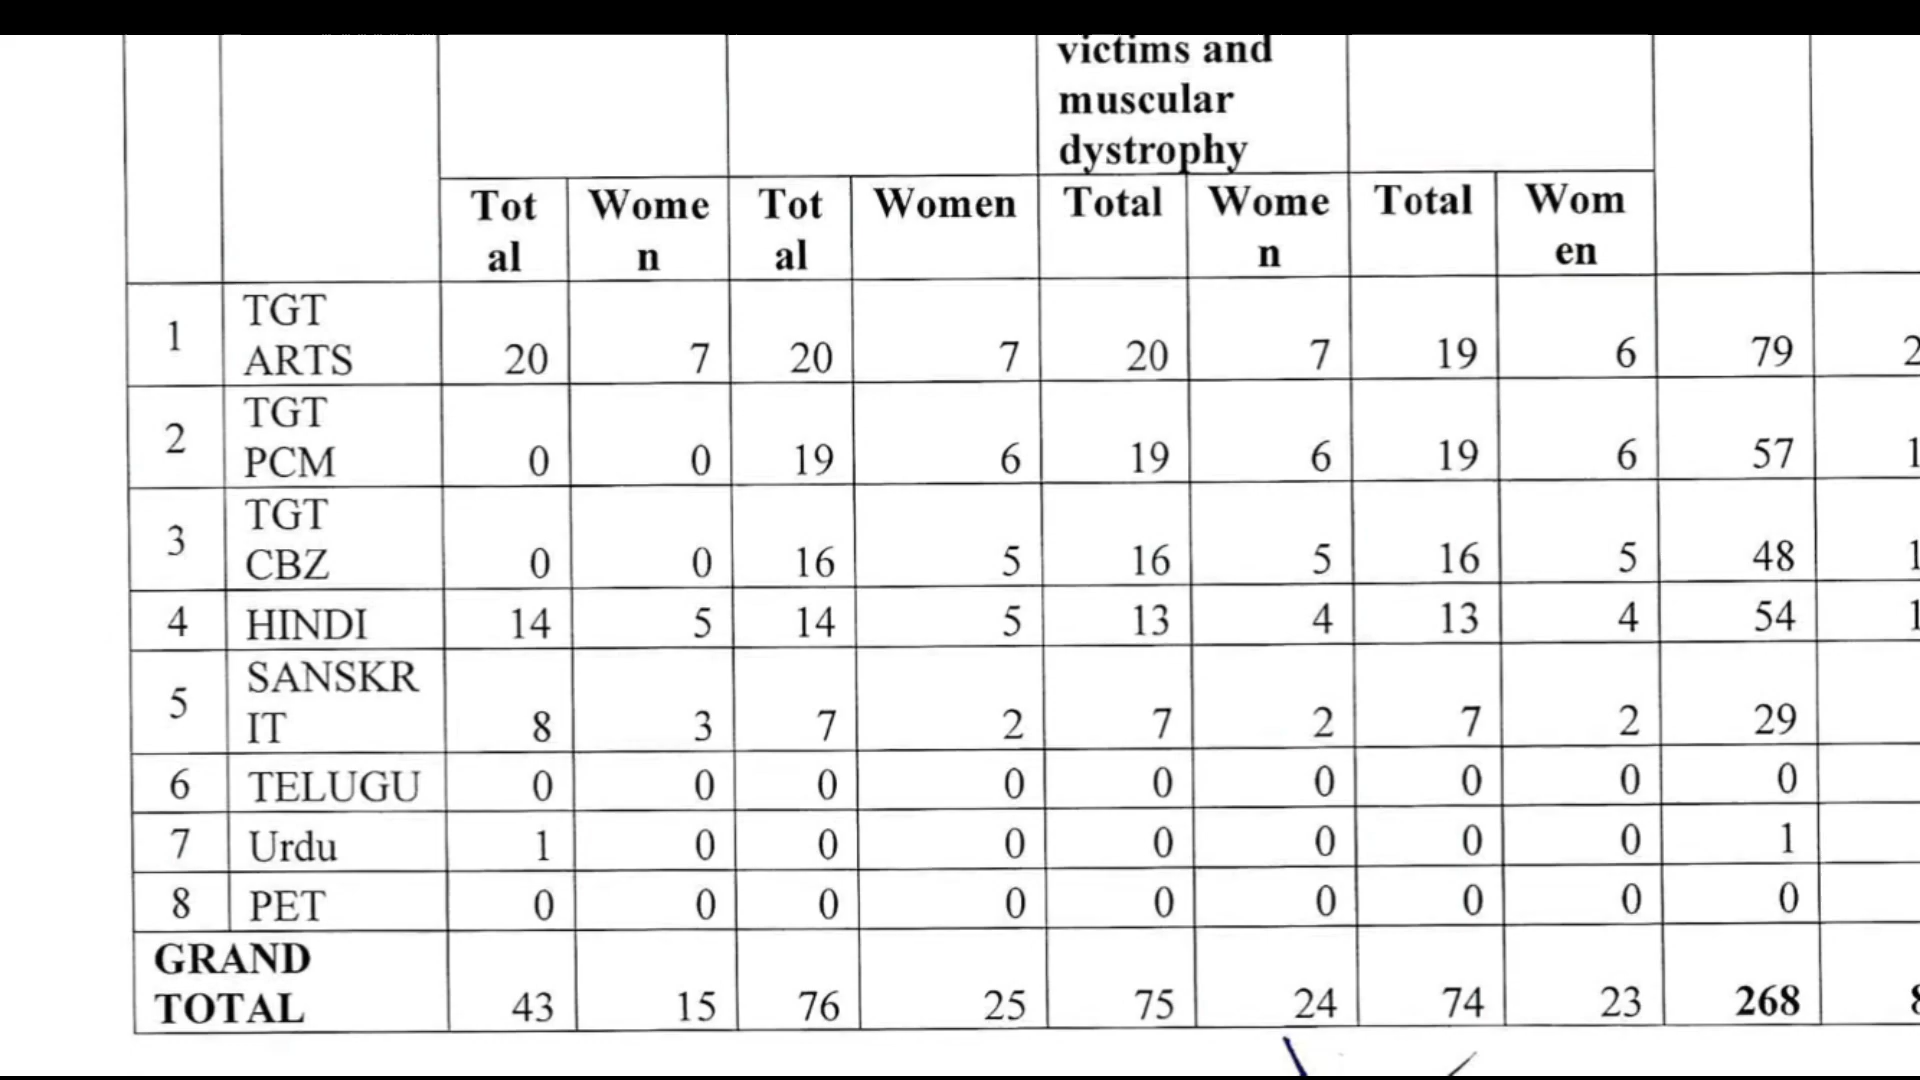 victims and
muscular
dystrophy
Tot
al
Wome
n
Tot
al
Women
Total
Wome
n
Total
Wom
en
1 TGT
ARTS 20 7 20 7 20 7 19 6 79 2
2 TGT
PCM 0 0 19 6 19 6 19 6 57 1
3 TGT
CBZ 0 0 16 5 16 5 16 5 48 1
4 HINDI 14 5 14 5 13 4 13 4 54 1
5 SANSKR
IT 8 3 7 2 7 2 7 2 29
6 TELUGU 0 0 0 0 0 0 0 0 0
7 Urdu 1 0 0 0 0 0 0 0 1
8 PET 0 0 0 0 0 0 0 0 0
GRAND
TOTAL 43 15 76 25 75 24 74 23 268